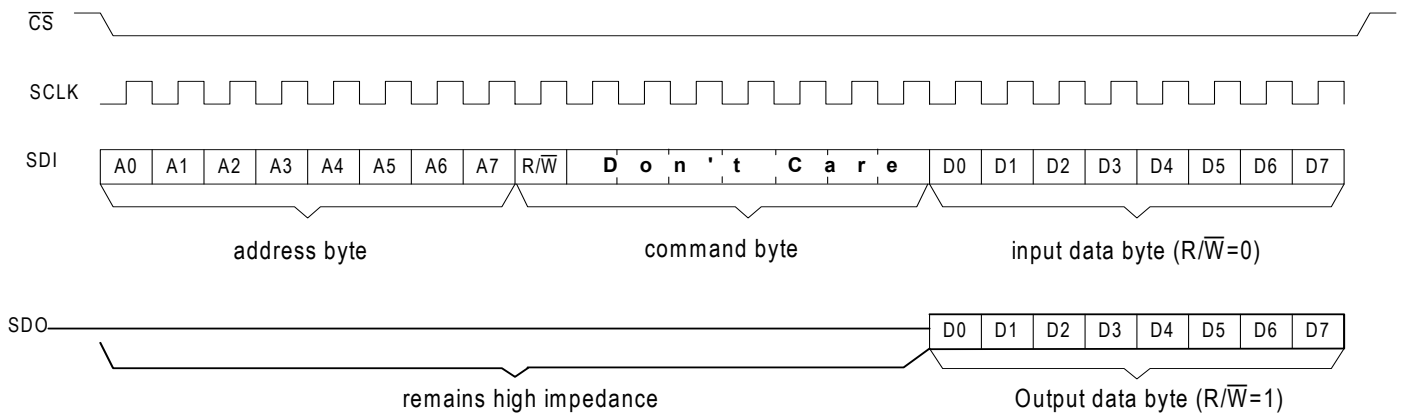 C̅S̅
SCLK
SDI A0 A1 A2 A3 A4 A5 A6 A7 R/W̅ Don't Care D0 D1 D2 D3 D4 D5 D6 D7
address byte command byte input data byte (R/W̅=0)
SDO D0 D1 D2 D3 D4 D5 D6 D7
remains high impedance Output data byte (R/W̅=1)